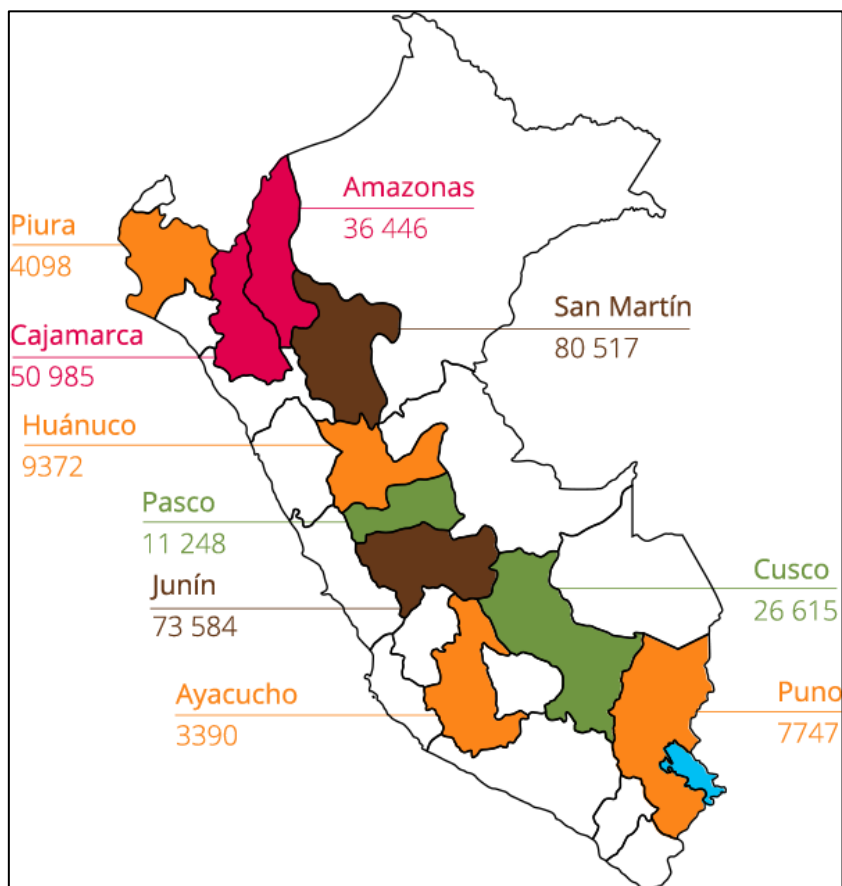 Amazonas
36 446
Piura
4098
San Martín
80 517
Cajamarca
50 985
Huánuco
9372
Pasco
11 248
Cusco
26 615
Junín
73 584
Ayacucho
3390
Puno
7747